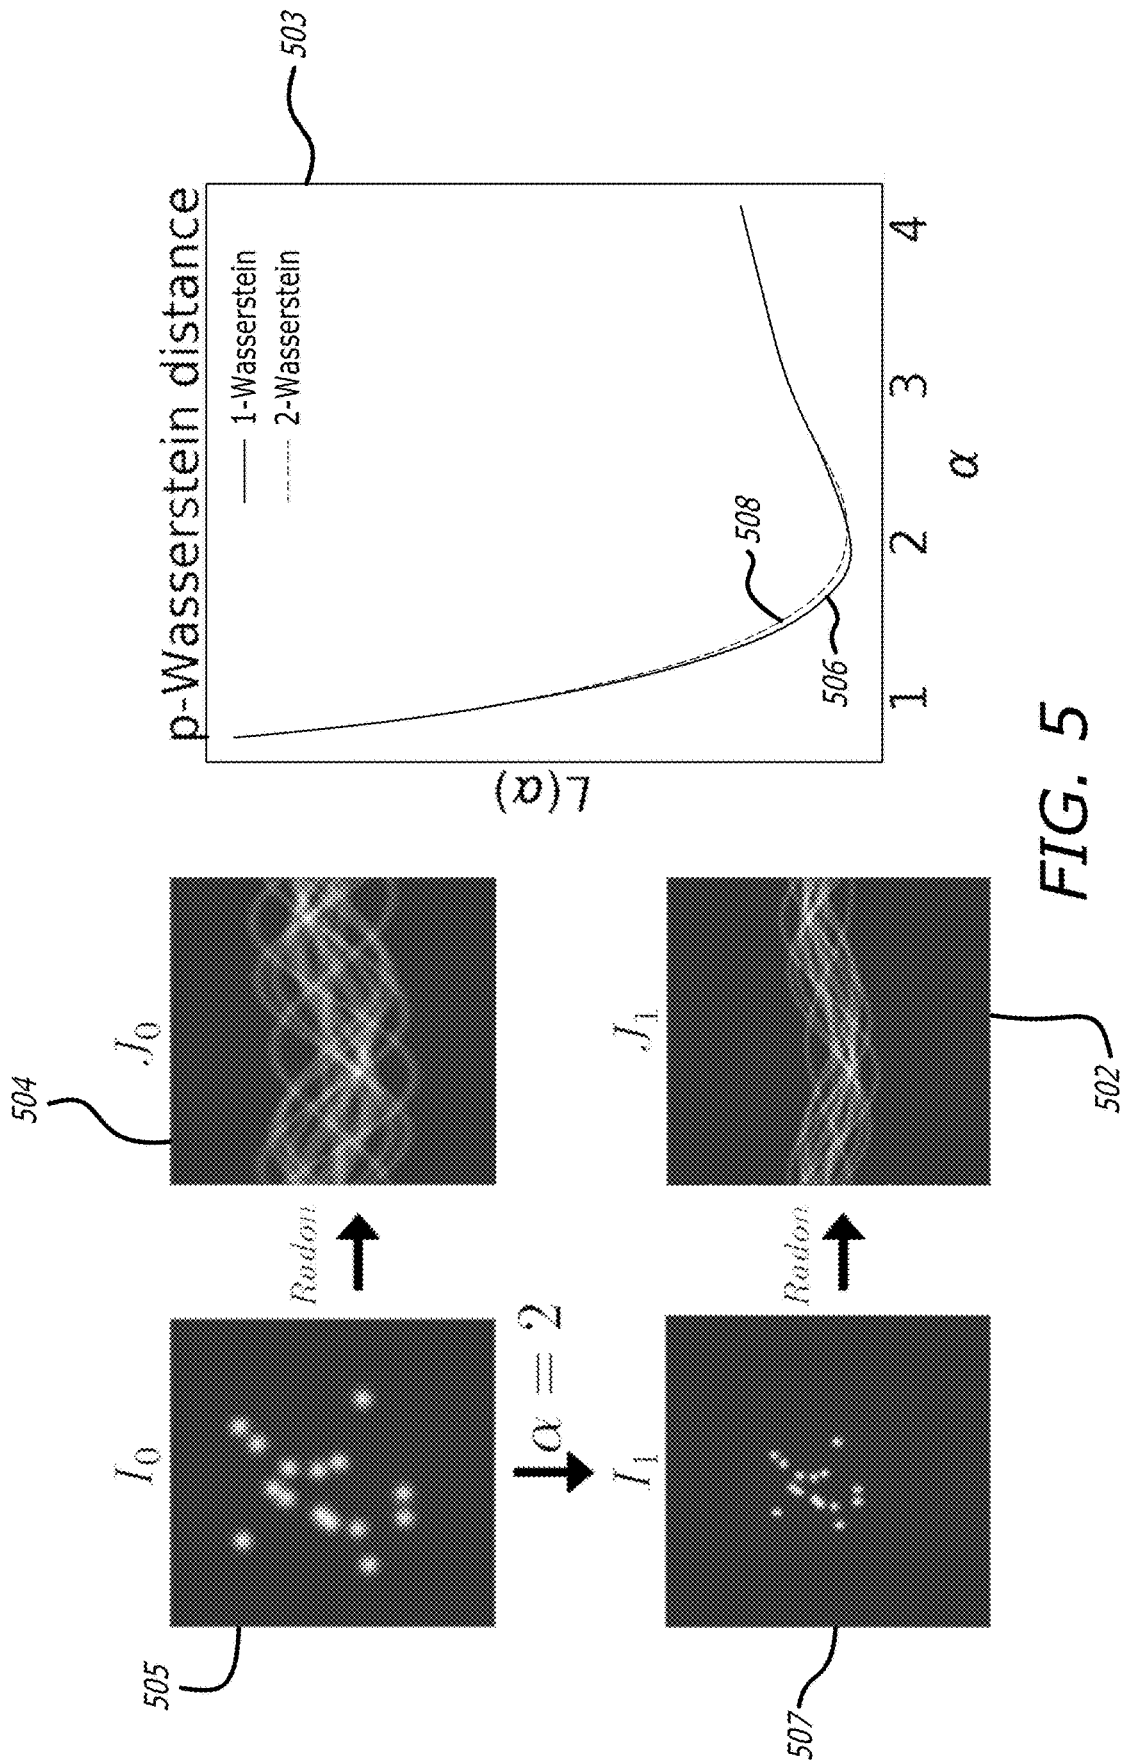 504
505
I₀
Radon
J₀
α = 2
I₁
Radon
J₁
507
502
p-Wasserstein distance
503
1-Wasserstein
2-Wasserstein
508
506
L(α)
1 2 3 4
α
FIG. 5